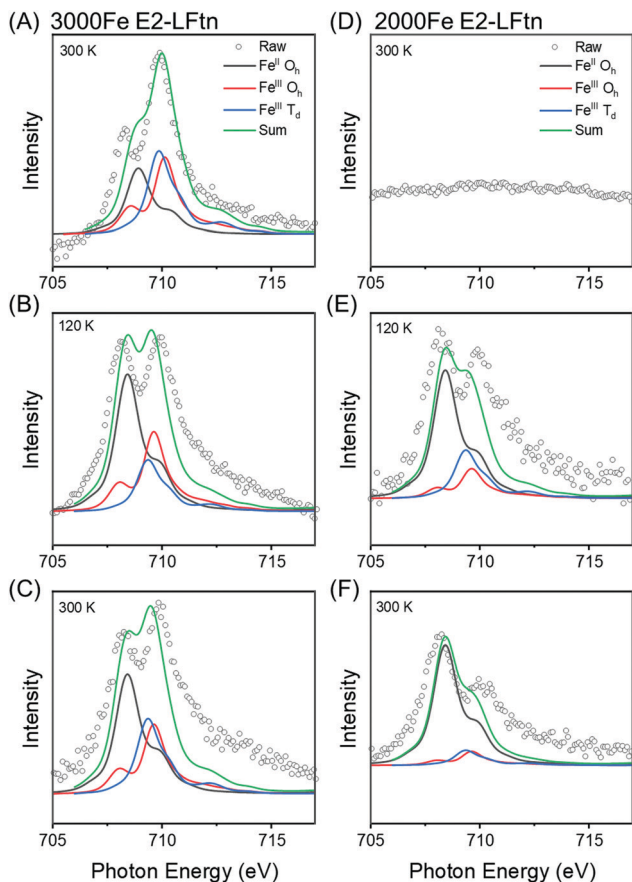 (A) 3000Fe E2-LFtn
300 K
Raw
Fe^II O_h
Fe^III O_h
Fe^III T_d
Sum
Intensity
705 710 715
(D) 2000Fe E2-LFtn
300 K
Raw
Fe^II O_h
Fe^III O_h
Fe^III T_d
Sum
Intensity
705 710 715
(B)
120 K
Intensity
705 710 715
(E)
120 K
Intensity
705 710 715
(C)
300 K
Intensity
705 710 715
Photon Energy (eV)
(F)
300 K
Intensity
705 710 715
Photon Energy (eV)